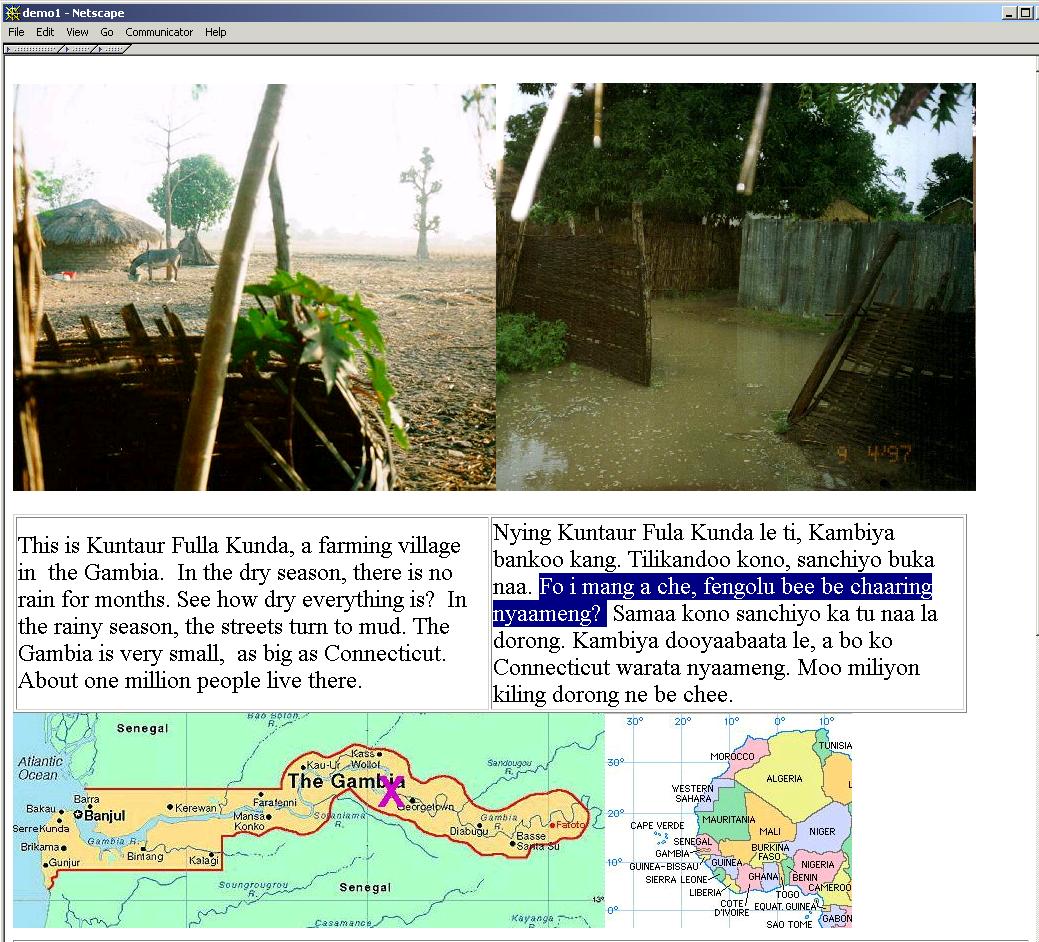 demo1 - Netscape
File Edit View Go Communicator Help
9 4'97
This is Kuntaur Fulla Kunda, a farming village
in the Gambia. In the dry season, there is no
rain for months. See how dry everything is? In
the rainy season, the streets turn to mud. The
Gambia is very small, as big as Connecticut.
About one million people live there.
Nying Kuntaur Fula Kunda le ti, Kambiya
bankoo kang. Tilikandoo kono, sanchiyo buka
naa. Fo i mang a che, fengolu bee be chaaring
nyaameng? Samaa kono sanchiyo ka tu naa la
dorong. Kambiya dooyaabaata le, a bo ko
Connecticut warata nyaameng. Moo miliyon
kiling dorong ne be chee.
Senegal
Bao Bolon
R.
Atlantic
Ocean
Kass
Wollof
Kau-Ur
Sandougou
R.
The Gambia
X
Barra
Bakau
Banjul
Kerewan
Farafenni
Georgetown
Mansa
Konko
Sofaniama
R.
Gambia
R.
Serre Kunda
Diabugu
Fatoto
Basse
Santa Su
Brikama
Gambia R.
Bintang
Kalagi
Gunjur
Soungrougrou
R.
Senegal
Casamance
Kayanga
R.
13°
30° 20° 10° 0° 10°
30°
20°
10°
0°
TUNISIA
MOROCCO
ALGERIA
L
WESTERN
SAHARA
MAURITANIA
CAPE VERDE
MALI
NIGER
SENEGAL
GAMBIA
BURKINA
FASO
GUINEA-BISSAU
GUINEA
NIGERIA
SIERRA LEONE
GHANA
BENIN
LIBERIA
CAMEROO
TOGO
COTE
D'IVOIRE
EQUAT. GUINEA
GABON
SAO TOME